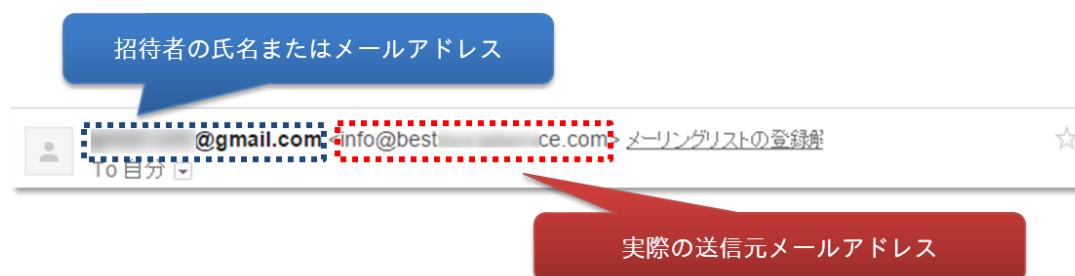 招待者の氏名またはメールアドレス
@gmail.com <info@best ce.com> メーリングリストの登録解
To 自分
実際の送信元メールアドレス